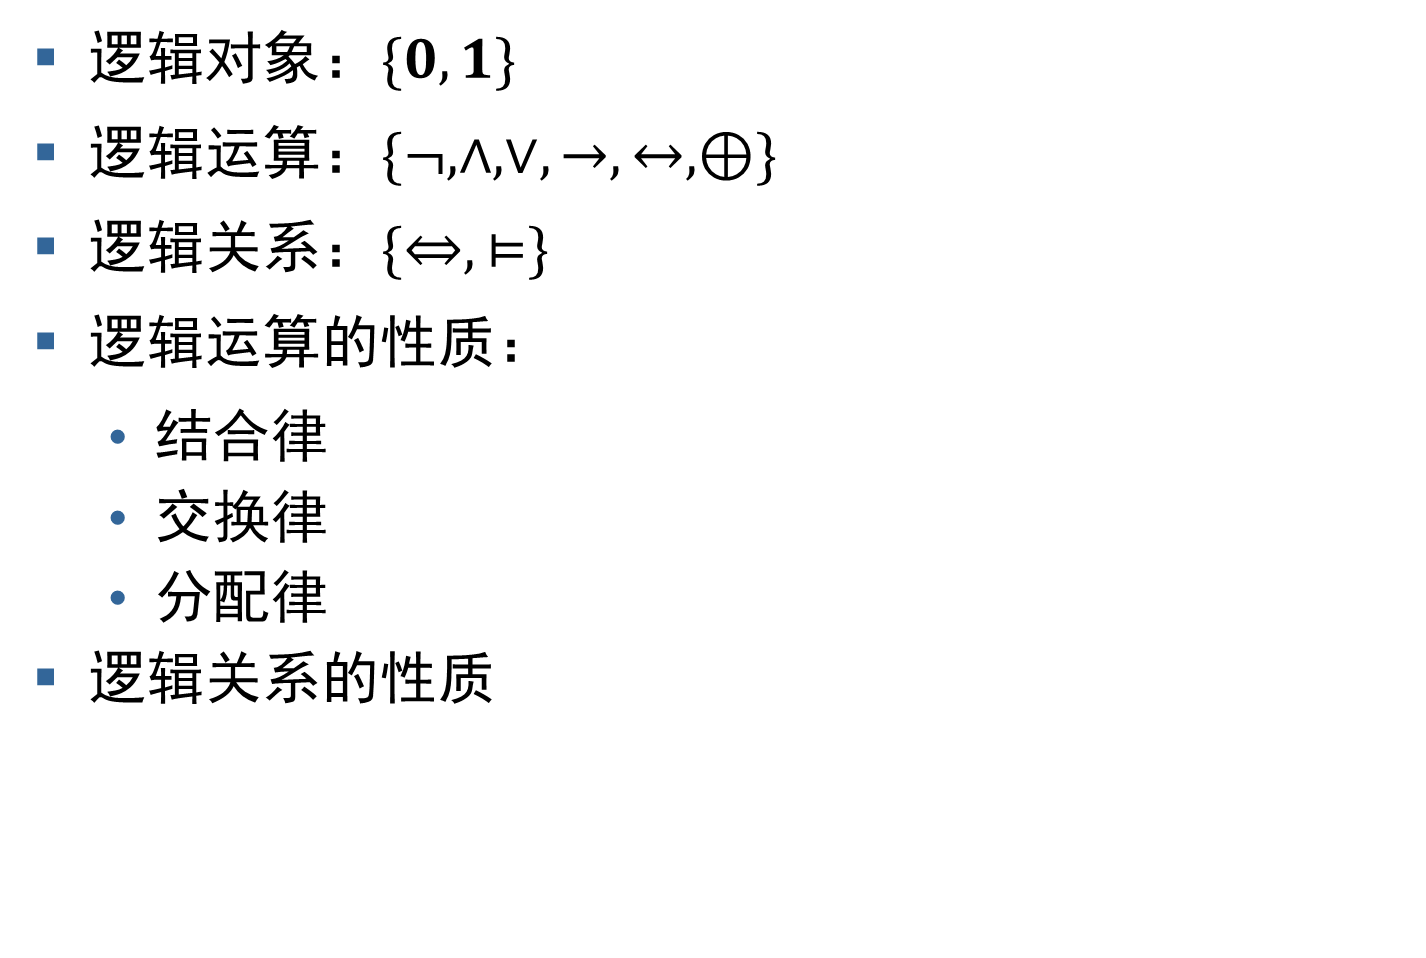 ▪ 逻辑对象：{𝟎, 𝟏}
▪ 逻辑运算：{¬,∧,∨, →, ↔,⨁}
▪ 逻辑关系：{⇔, ⊨}
▪ 逻辑运算的性质：
• 结合律
• 交换律
• 分配律
▪ 逻辑关系的性质